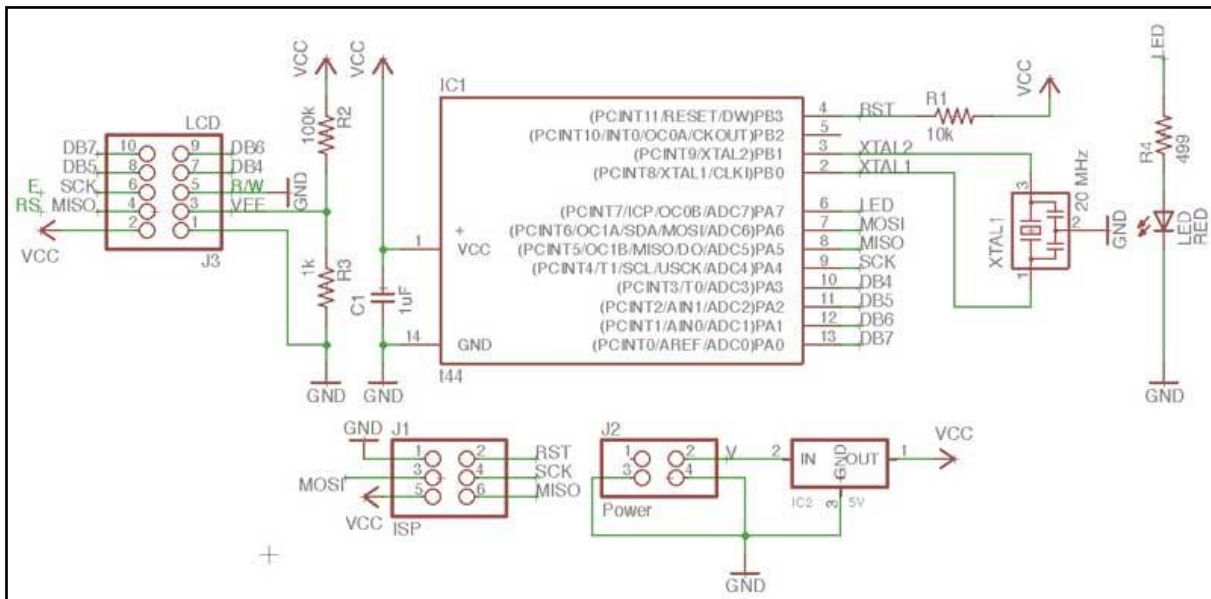 LCD
DB7 10 9 DB6
DB5 8 7 DB4
E SCK 6 5 R/W GND
RS MISO 4 3 VEE
VCC 2 1
J3
VCC
100k R2
1k R3
GND
VCC
C1 1uF
GND
IC1
(PCINT11/RESET/DW)PB3 4 RST
(PCINT10/INT0/OC0A/CKOUT)PB2 5
(PCINT9/XTAL2)PB1 3 XTAL2
(PCINT8/XTAL1/CLKI)PB0 2 XTAL1
(PCINT7/ICP/OC0B/ADC7)PA7 6 LED
(PCINT6/OC1A/SDA/MOSI/ADC6)PA6 7 MOSI
1 + VCC
(PCINT5/OC1B/MISO/DO/ADC5)PA5 8 MISO
(PCINT4/T1/SCL/USCK/ADC4)PA4 9 SCK
(PCINT3/T0/ADC3)PA3 10 DB4
(PCINT2/AIN1/ADC2)PA2 11 DB5
(PCINT1/AIN0/ADC1)PA1 12 DB6
14 GND
(PCINT0/AREF/ADC0)PA0 13 DB7
t44
R1
10k
VCC
XTAL1 3 2 1 20 MHz
GND
LED
R4 499
LED
RED
GND
GND J1
1 2 RST
MOSI 3 4 SCK
VCC 5 6 MISO
ISP
J2
1 2 V
3 4
Power
2 IN GND OUT 1 VCC
IC2 3 5V
GND